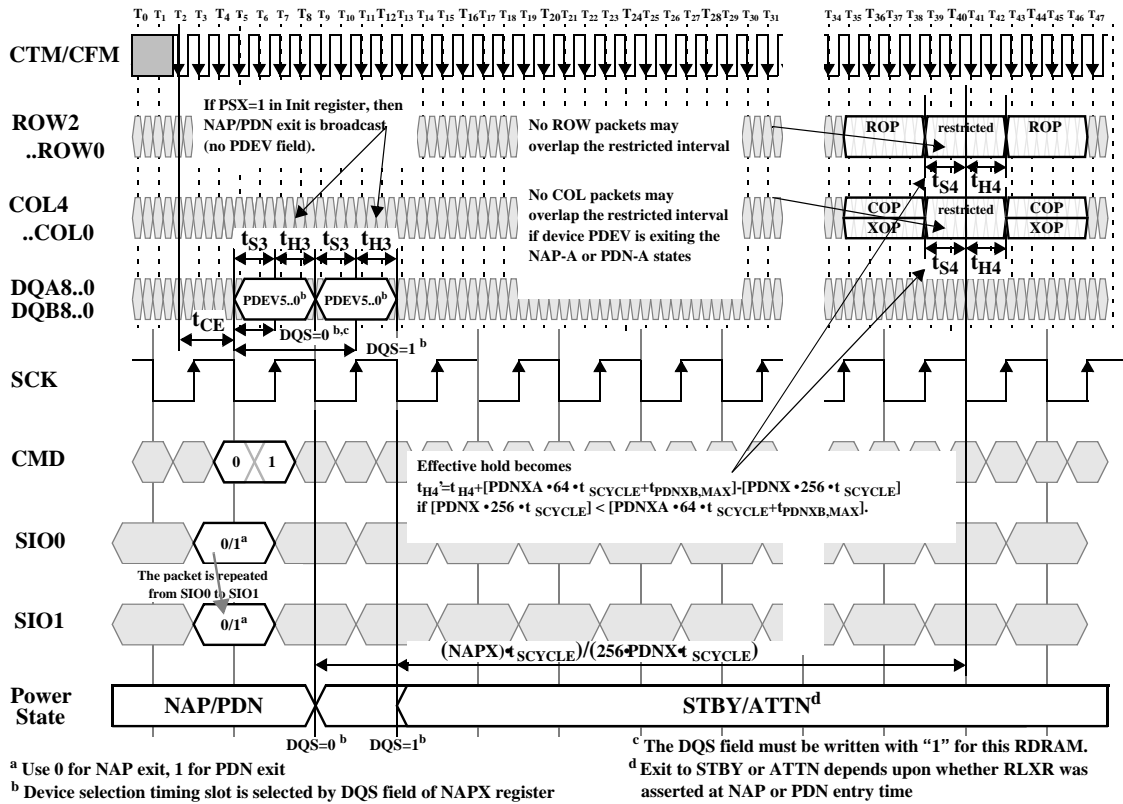 T0 T1 T2 T3 T4 T5 T6 T7 T8 T9 T10 T11 T12 T13 T14 T15 T16 T17 T18 T19 T20 T21 T22 T23 T24 T25 T26 T27 T28 T29 T30 T31 T34 T35 T36 T37 T38 T39 T40 T41 T42 T43 T44 T45 T46 T47
CTM/CFM
If PSX=1 in Init register, then
NAP/PDN exit is broadcast
(no PDEV field).
No ROW packets may
overlap the restricted interval
ROW2
..ROW0
ROP restricted ROP
tS4 tH4
No COL packets may
overlap the restricted interval
if device PDEV is exiting the
NAP-A or PDN-A states
COL4
..COL0
COP restricted COP
XOP XOP
tS4 tH4
tS3 tH3 tS3 tH3
DQA8..0
DQB8..0
PDEV5..0b PDEV5..0b
tCE
DQS=0 b,c
DQS=1 b
SCK
CMD
0 1
Effective hold becomes
tH4'=tH4+[PDNXA•64•tSCYCLE+tPDNXB,MAX]-[PDNX•256•tSCYCLE]
if [PDNX•256•tSCYCLE] < [PDNXA•64•tSCYCLE+tPDNXB,MAX].
SIO0
0/1a
The packet is repeated
from SIO0 to SIO1
SIO1
0/1a
(NAPX)•tSCYCLE)/(256•PDNX•tSCYCLE)
Power
State
NAP/PDN STBY/ATTNd
DQS=0 b DQS=1b
a Use 0 for NAP exit, 1 for PDN exit
b Device selection timing slot is selected by DQS field of NAPX register
c The DQS field must be written with “1” for this RDRAM.
d Exit to STBY or ATTN depends upon whether RLXR was
asserted at NAP or PDN entry time